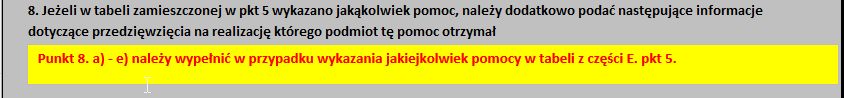 8. Jeżeli w tabeli zamieszczonej w pkt 5 wykazano jakąkolwiek pomoc, należy dodatkowo podać następujące informacje
dotyczące przedzięwzięcia na realizację którego podmiot tę pomoc otrzymał
Punkt 8. a) - e) należy wypełnić w przypadku wykazania jakiejkolwiek pomocy w tabeli z części E. pkt 5.